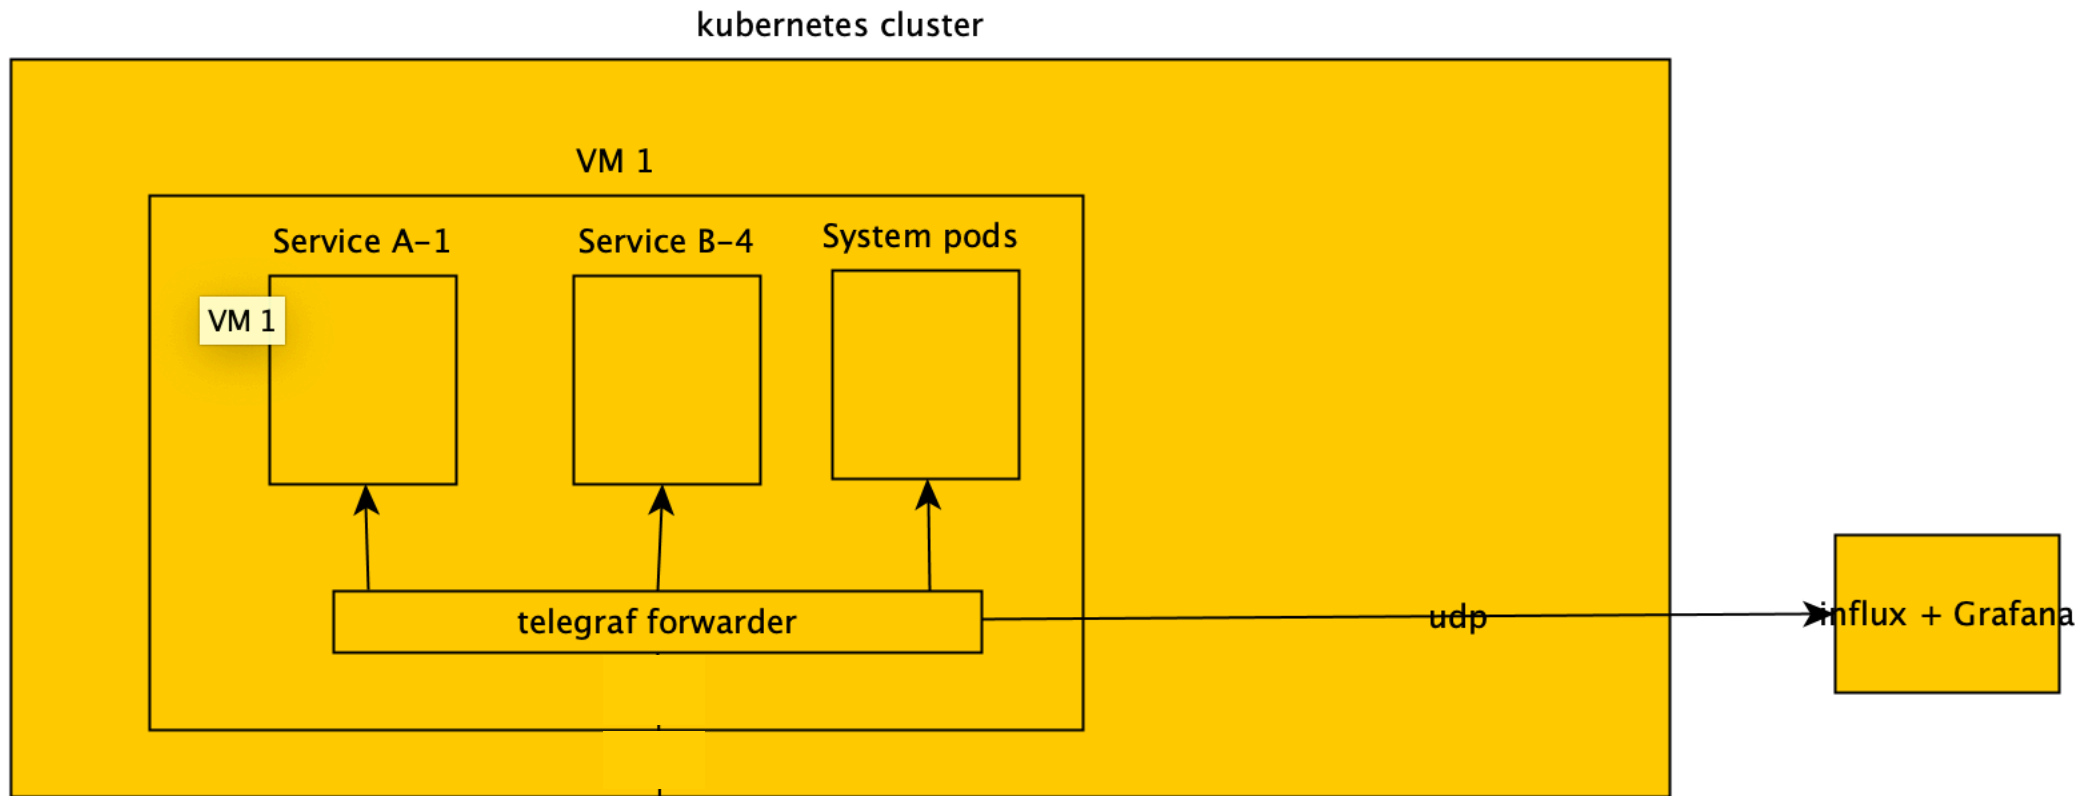 kubernetes cluster
VM 1
Service A-1
Service B-4
System pods
VM 1
telegraf forwarder
udp
influx + Grafana